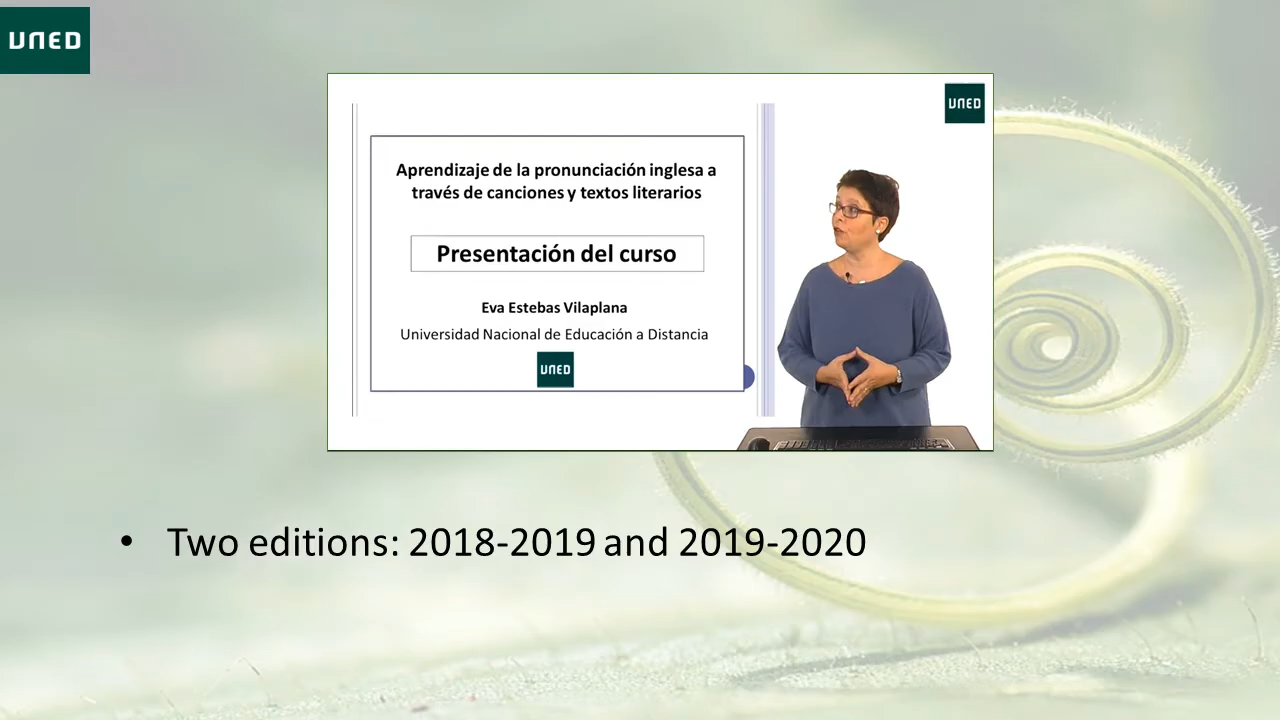 UNED
UNED
Aprendizaje de la pronunciación inglesa a
través de canciones y textos literarios
Presentación del curso
Eva Estebas Vilaplana
Universidad Nacional de Educación a Distancia
UNED
• Two editions: 2018-2019 and 2019-2020